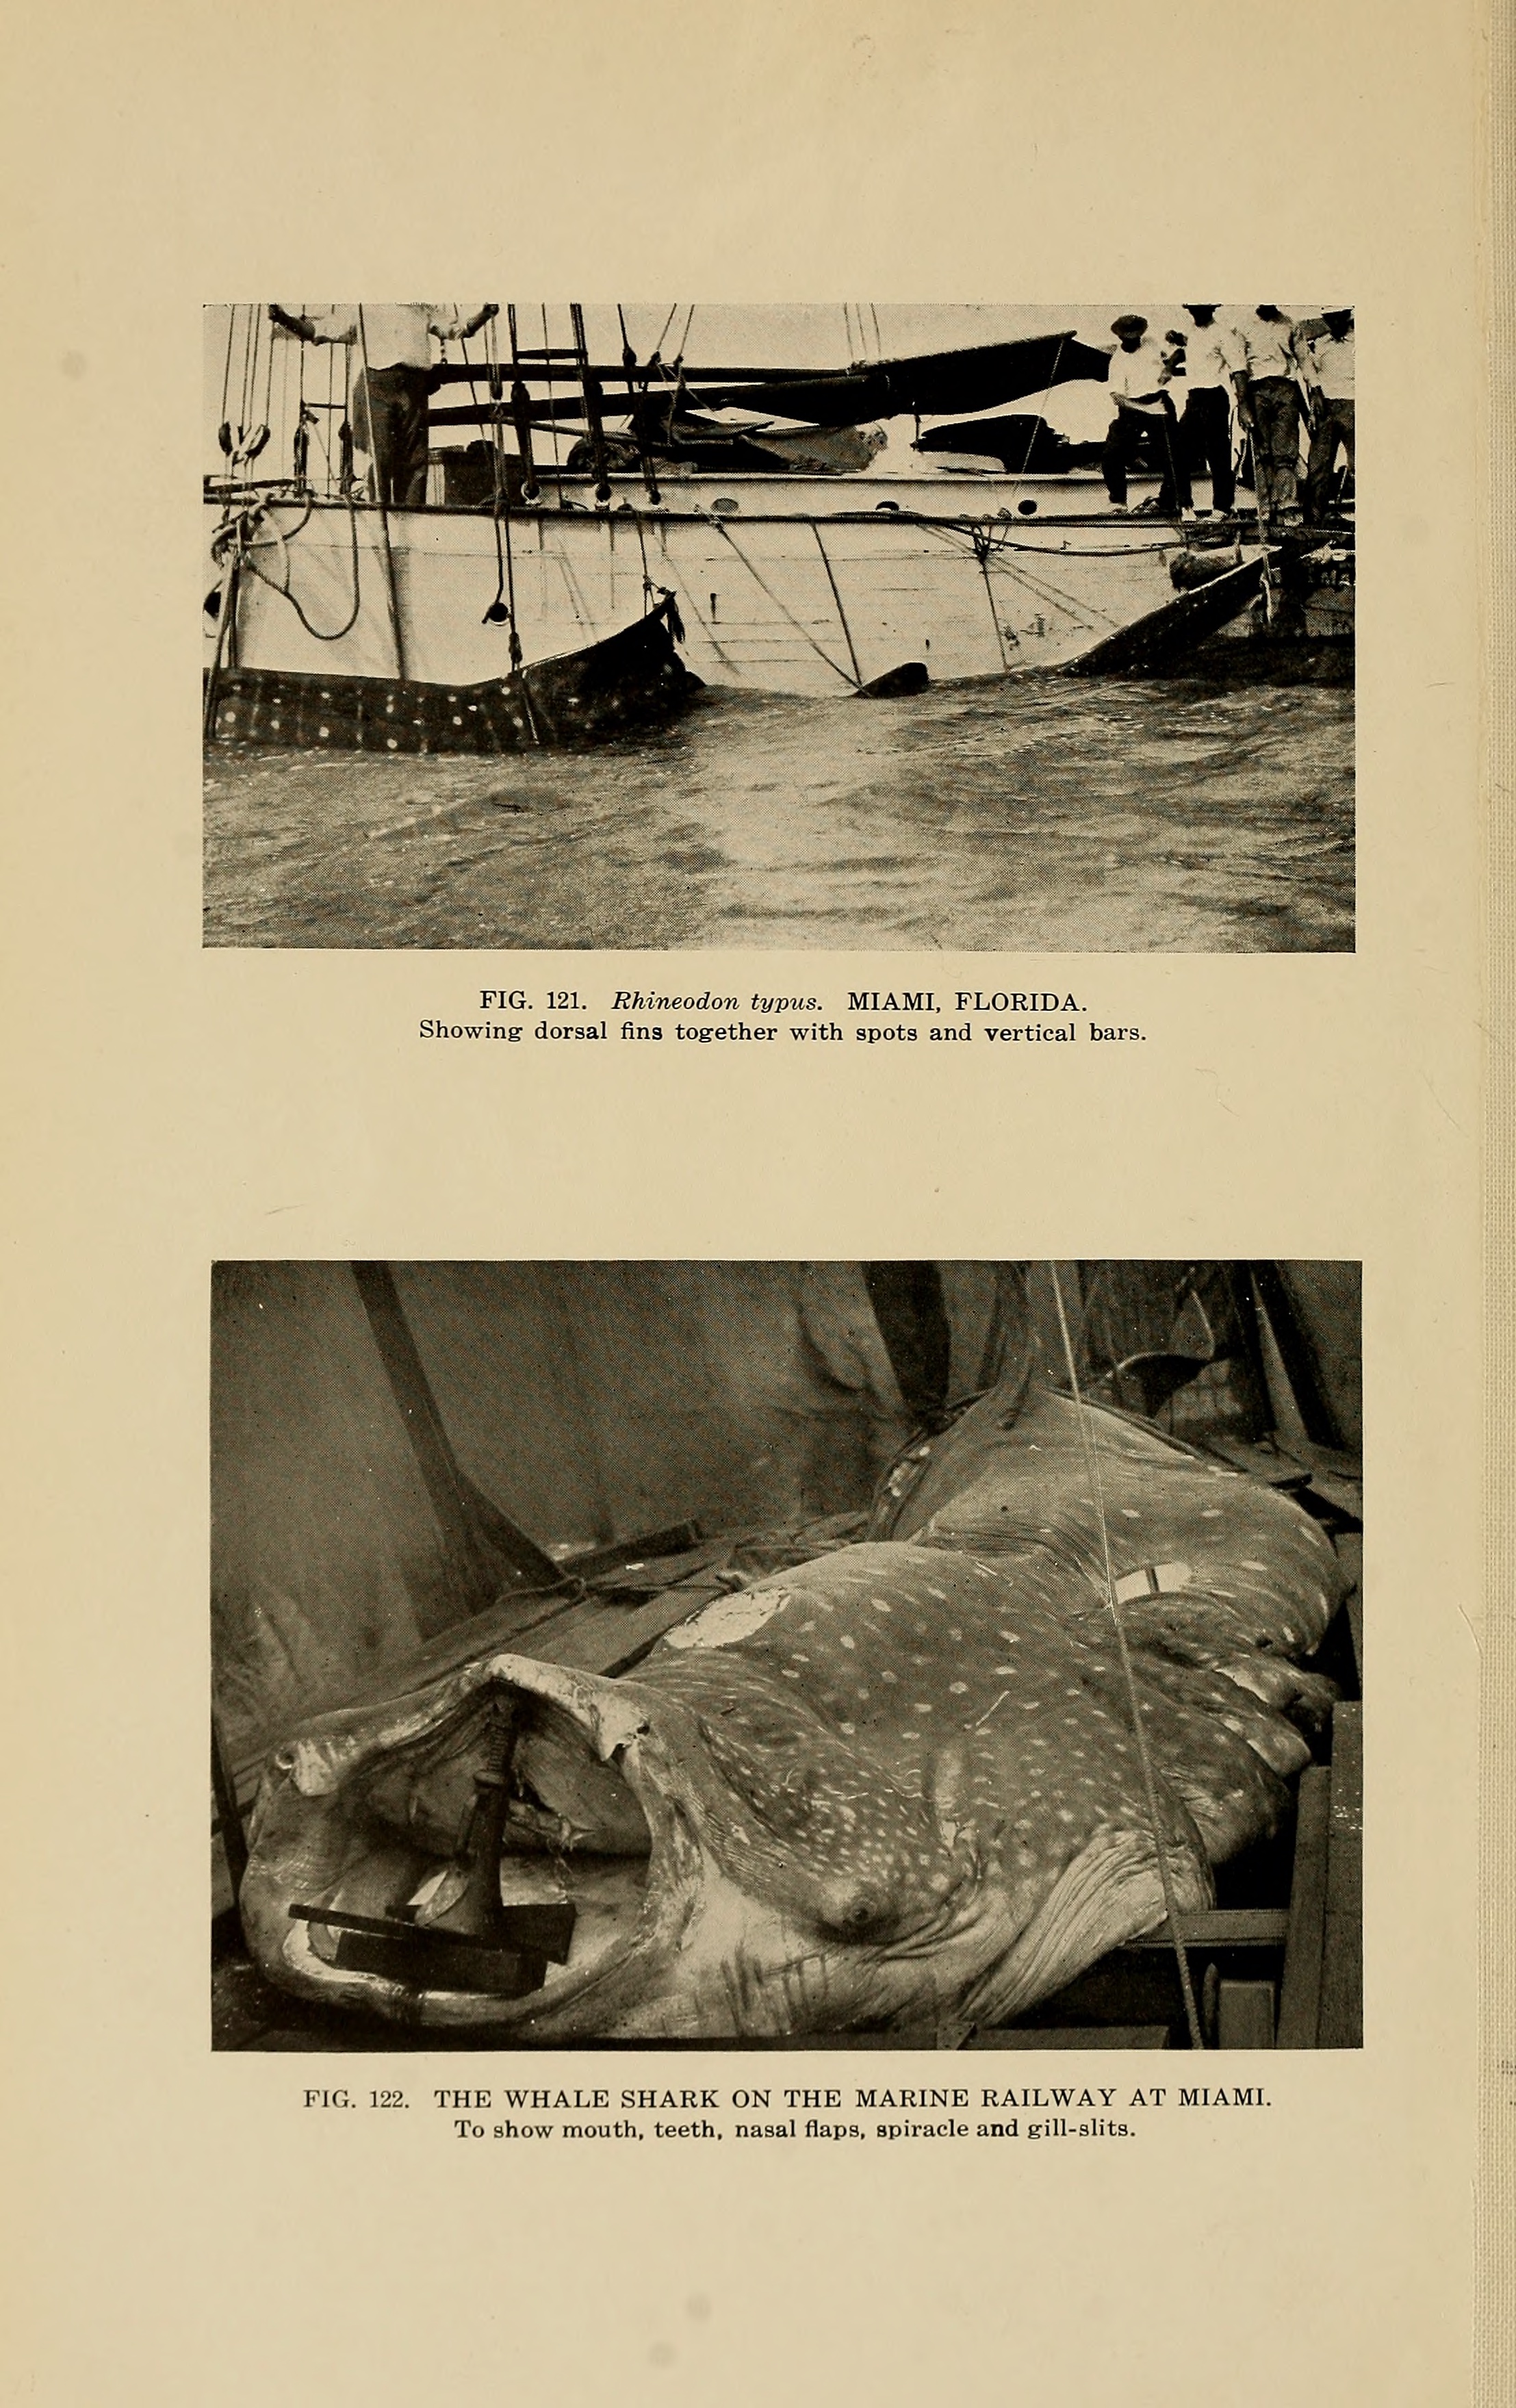 FIG. 121. Rhineodon typus. MIAMI, FLORIDA.
Showing dorsal fins together with spots and vertical bars.
FIG. 122. THE WHALE SHARK ON THE MARINE RAILWAY AT MIAMI.
To show mouth, teeth, nasal flaps, spiracle and gill-slits.